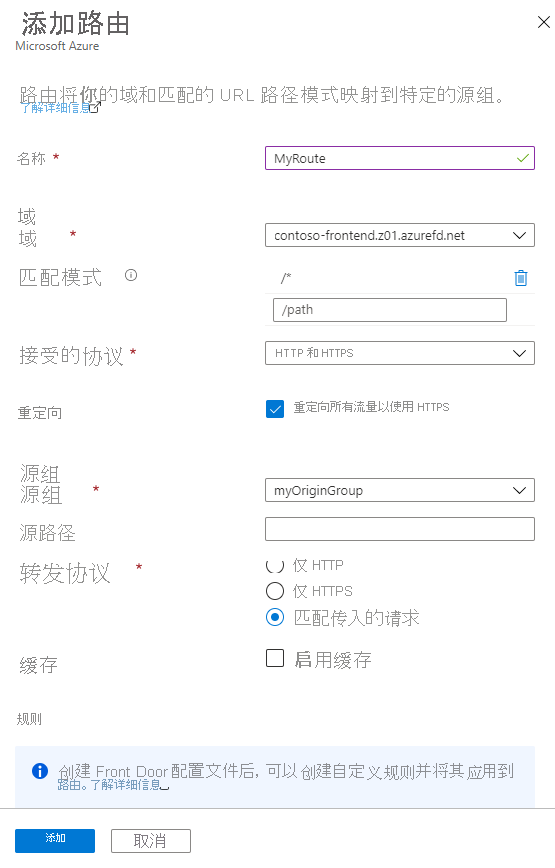 添加路由
Microsoft Azure
路由将你的域和匹配的 URL 路径模式映射到特定的源组。
了解详细信息
名称 *
MyRoute
域
域 *
contoso-frontend.z01.azurefd.net
匹配模式
/*
/path
接受的协议 *
HTTP 和 HTTPS
重定向
重定向所有流量以使用 HTTPS
源组
源组 *
myOriginGroup
源路径
转发协议 *
仅 HTTP
仅 HTTPS
匹配传入的请求
缓存
启用缓存
规则
创建 Front Door 配置文件后, 可以创建自定义规则并将其应用到
路由。了解详细信息
添加
取消